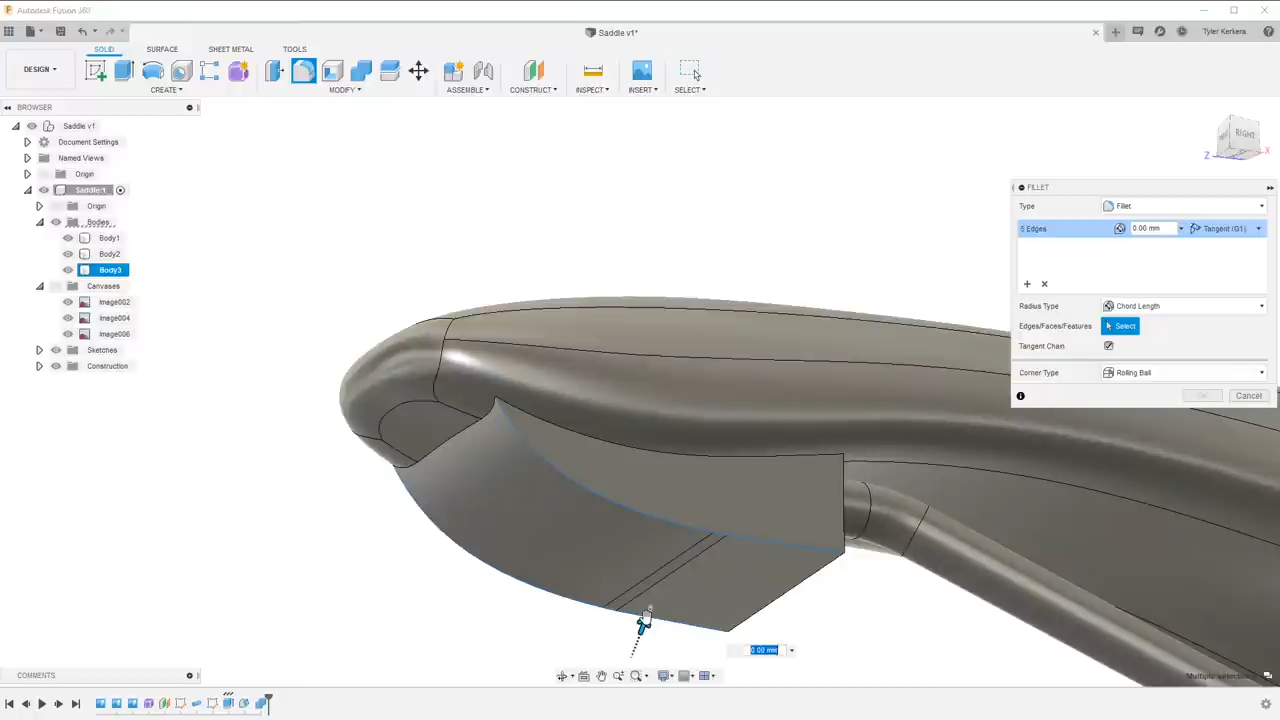 Autodesk Fusion 360
Saddle v1*
Tyler Kerkera
SOLID SURFACE SHEET METAL TOOLS
DESIGN
CREATE MODIFY ASSEMBLE CONSTRUCT INSPECT INSERT SELECT
BROWSER
Saddle v1
Document Settings
Named Views
Origin
Saddle:1
Origin
Bodies
Body1
Body2
Body3
Canvases
Image002
Image004
Image006
Sketches
Construction
RIGHT
Z
X
FILLET
Type Fillet
5 Edges 0.00 mm Tangent (G1)
Radius Type Chord Length
Edges/Faces/Features Select
Tangent Chain
Corner Type Rolling Ball
OK Cancel
0.00 mm
COMMENTS
Multiple selections